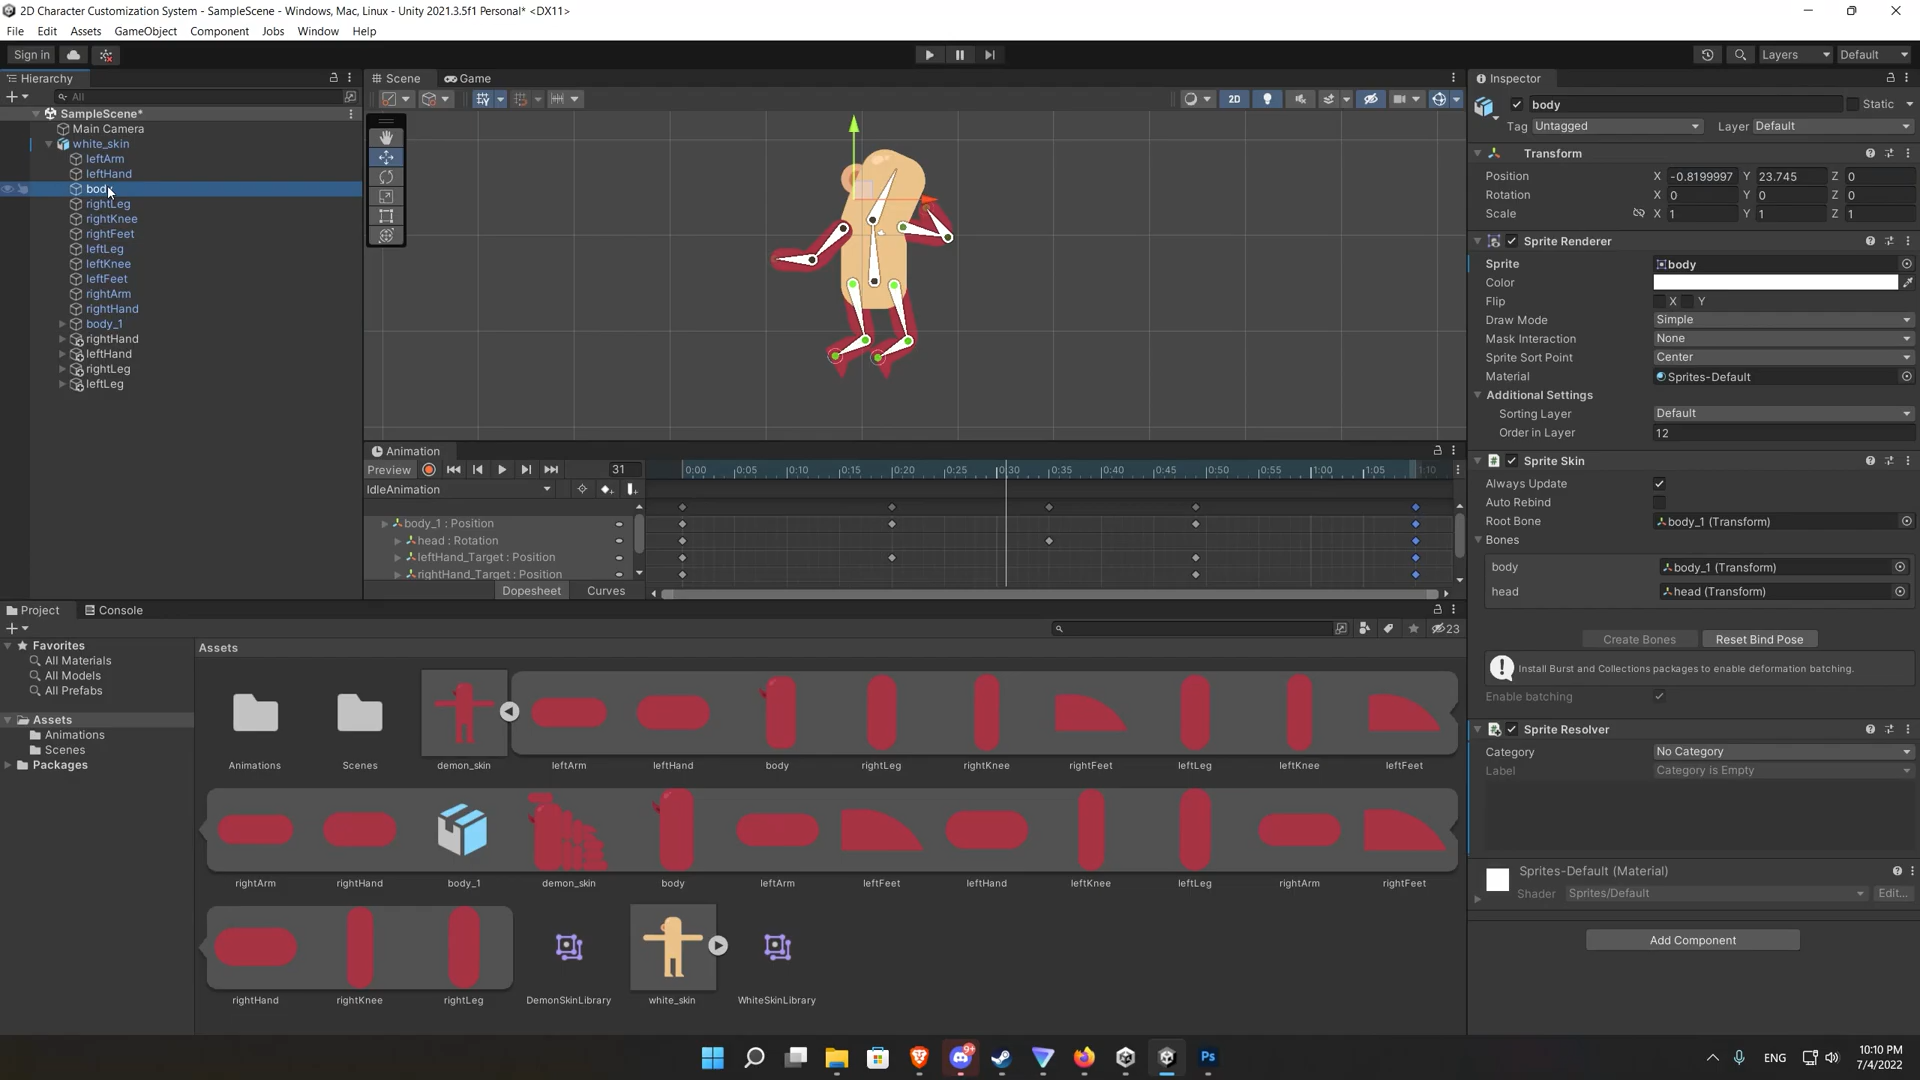 2D Character Customization System - SampleScene - Windows, Mac, Linux - Unity 2021.3.5f1 Personal* <DX11>
File Edit Assets GameObject Component Jobs Window Help
Sign in
Layers
Default
Hierarchy
Scene
Game
Inspector
All
2D
SampleScene*
Main Camera
white_skin
leftArm
leftHand
body
rightLeg
rightKnee
rightFeet
leftLeg
leftKnee
leftFeet
rightArm
rightHand
body_1
rightHand
leftHand
rightLeg
leftLeg
body
Static
Tag Untagged
Layer Default
Transform
Position X -0.8199997 Y 23.745 Z 0
Rotation X 0 Y 0 Z 0
Scale X 1 Y 1 Z 1
Sprite Renderer
Sprite body
Color
Flip X Y
Draw Mode Simple
Mask Interaction None
Sprite Sort Point Center
Material Sprites-Default
Additional Settings
Sorting Layer Default
Order in Layer 12
Sprite Skin
Always Update
Auto Rebind
Root Bone body_1 (Transform)
Bones
body body_1 (Transform)
head head (Transform)
Create Bones Reset Bind Pose
Install Burst and Collections packages to enable deformation batching.
Enable batching
Sprite Resolver
Category No Category
Label Category is Empty
Sprites-Default (Material)
Shader Sprites/Default Edit...
Add Component
Animation
Preview 31 0:00 0:05 0:10 0:15 0:20 0:25 0:30 0:35 0:40 0:45 0:50 0:55 1:00 1:05 1:10
IdleAnimation
body_1 : Position
head : Rotation
leftHand_Target : Position
rightHand_Target : Position
Dopesheet Curves
Project Console
23
Favorites
All Materials
All Models
All Prefabs
Assets
Animations
Scenes
Packages
Assets
Animations Scenes demon_skin leftArm leftHand body rightLeg rightKnee rightFeet leftLeg leftKnee leftFeet
rightArm rightHand body_1 demon_skin body leftArm leftFeet leftHand leftKnee leftLeg rightArm rightFeet
rightHand rightKnee rightLeg DemonSkinLibrary white_skin WhiteSkinLibrary
9+
Ps
ENG
10:10 PM
7/4/2022